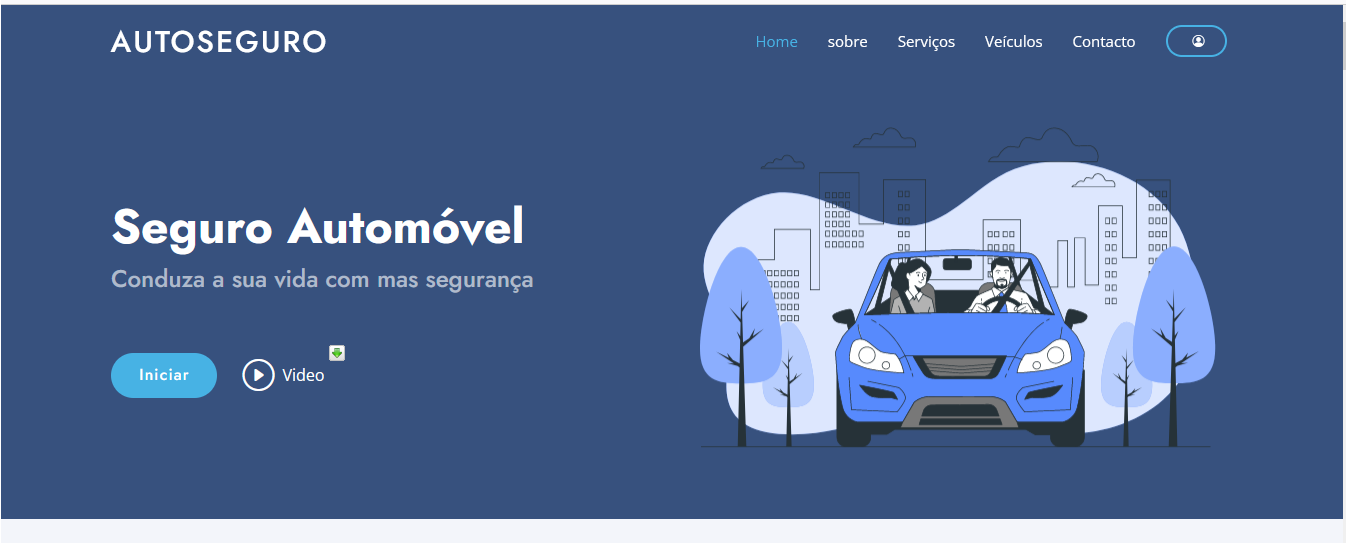 AUTOSEGURO
Home sobre Serviços Veículos Contacto
Seguro Automóvel
Conduza a sua vida com mas segurança
Iniciar Video